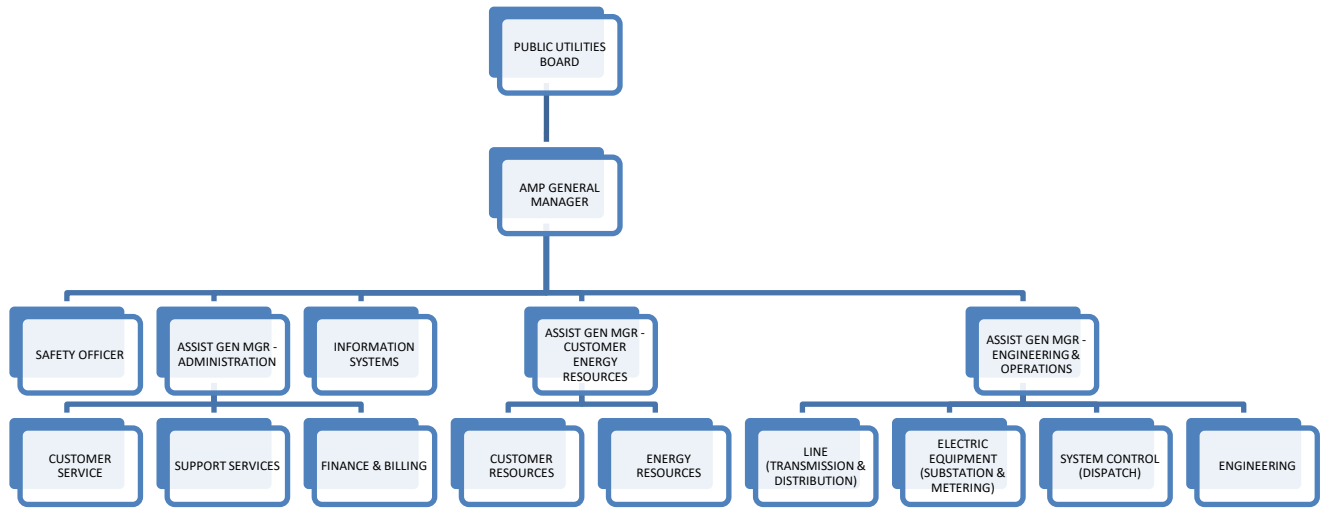 PUBLIC UTILITIES
BOARD
AMP GENERAL
MANAGER
SAFETY OFFICER
ASSIST GEN MGR -
ADMINISTRATION
INFORMATION
SYSTEMS
ASSIST GEN MGR -
CUSTOMER
ENERGY
RESOURCES
ASSIST GEN MGR -
ENGINEERING &
OPERATIONS
CUSTOMER
SERVICE
SUPPORT SERVICES
FINANCE & BILLING
CUSTOMER
RESOURCES
ENERGY
RESOURCES
LINE
(TRANSMISSION &
DISTRIBUTION)
ELECTRIC
EQUIPMENT
(SUBSTATION &
METERING)
SYSTEM CONTROL
(DISPATCH)
ENGINEERING